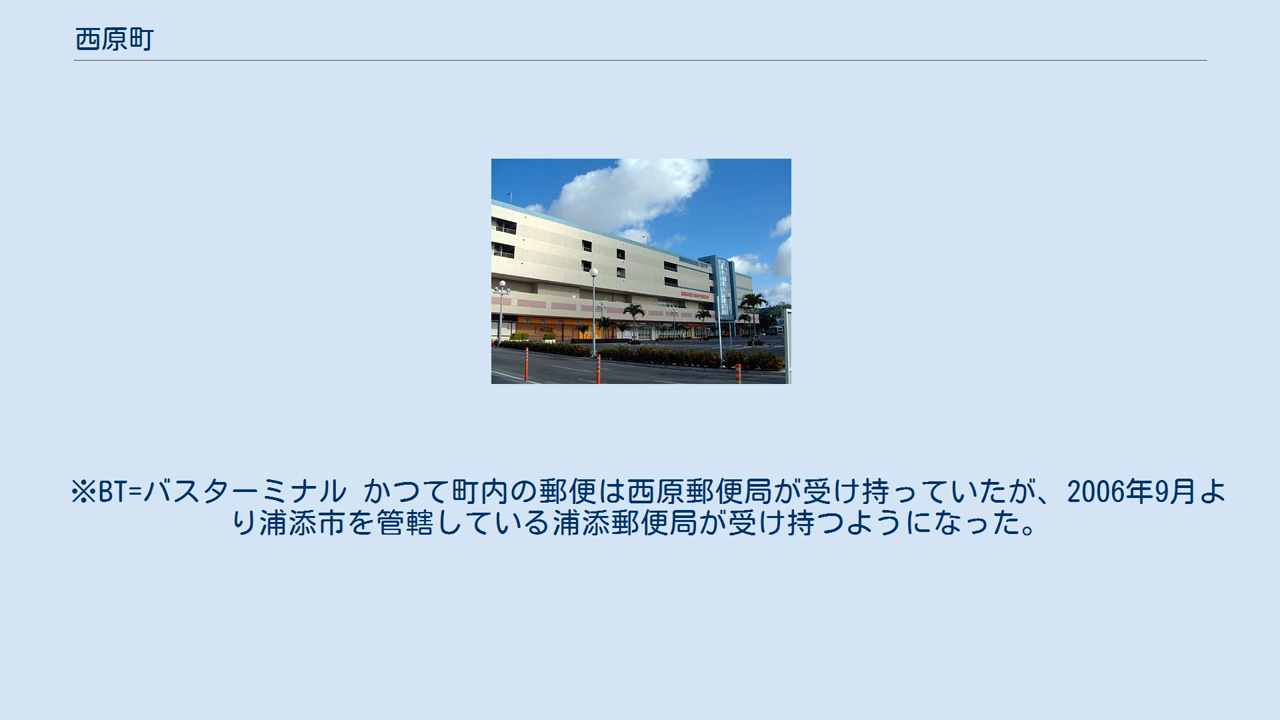 西原町
※BT=バスターミナル かつて町内の郵便は西原郵便局が受け持っていたが、2006年9月よ
り浦添市を管轄している浦添郵便局が受け持つようになった。